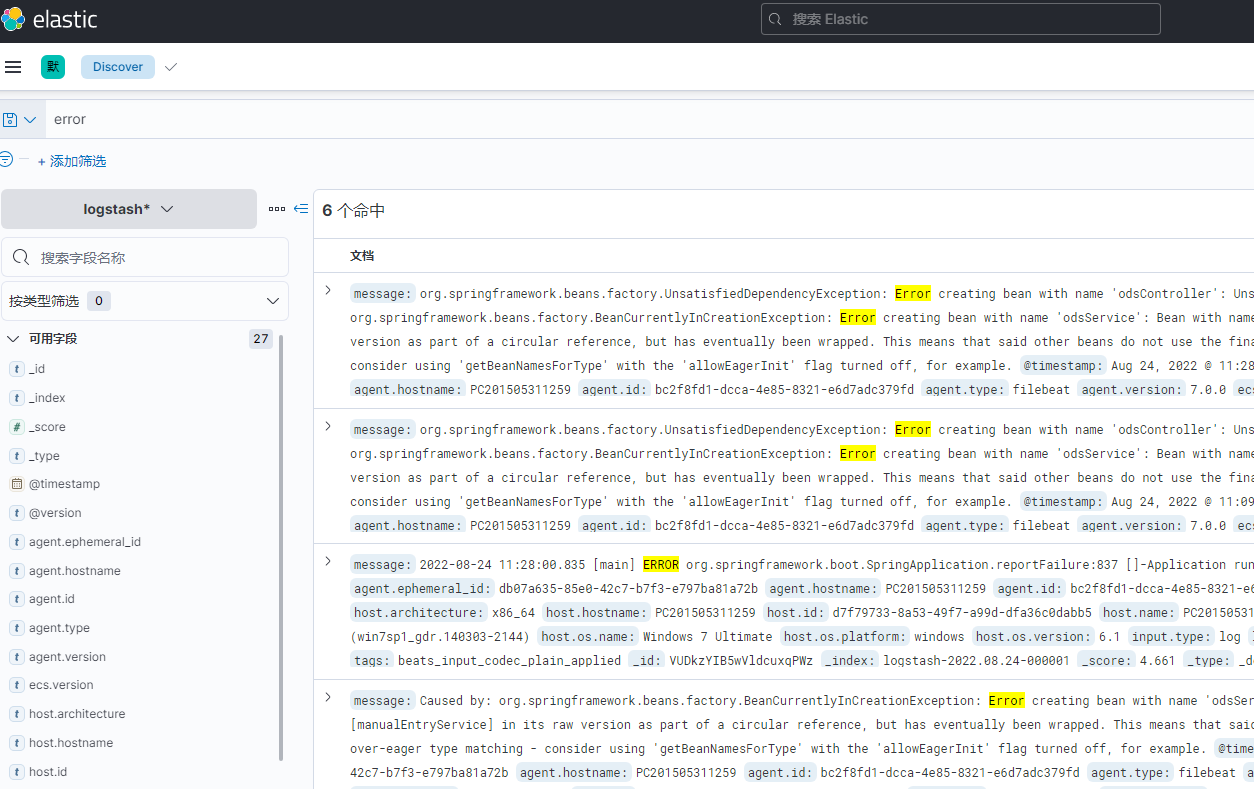 elastic
搜索 Elastic
默
Discover
error
+ 添加筛选
logstash*
6 个命中
搜索字段名称
文档
按类型筛选 0
可用字段 27
_id
_index
_score
_type
@timestamp
@version
agent.ephemeral_id
agent.hostname
agent.id
agent.type
agent.version
ecs.version
host.architecture
host.hostname
host.id
message: org.springframework.beans.factory.UnsatisfiedDependencyException: Error creating bean with name 'odsController': Uns
org.springframework.beans.factory.BeanCurrentlyInCreationException: Error creating bean with name 'odsService': Bean with name
version as part of a circular reference, but has eventually been wrapped. This means that said other beans do not use the fina
consider using 'getBeanNamesForType' with the 'allowEagerInit' flag turned off, for example. @timestamp: Aug 24, 2022 @ 11:28
agent.hostname: PC201505311259 agent.id: bc2f8fd1-dcca-4e85-8321-e6d7adc379fd agent.type: filebeat agent.version: 7.0.0 ecs
message: org.springframework.beans.factory.UnsatisfiedDependencyException: Error creating bean with name 'odsController': Uns
org.springframework.beans.factory.BeanCurrentlyInCreationException: Error creating bean with name 'odsService': Bean with name
version as part of a circular reference, but has eventually been wrapped. This means that said other beans do not use the fina
consider using 'getBeanNamesForType' with the 'allowEagerInit' flag turned off, for example. @timestamp: Aug 24, 2022 @ 11:09
agent.hostname: PC201505311259 agent.id: bc2f8fd1-dcca-4e85-8321-e6d7adc379fd agent.type: filebeat agent.version: 7.0.0 ecs
message: 2022-08-24 11:28:00.835 [main] ERROR org.springframework.boot.SpringApplication.reportFailure:837 []-Application run
agent.ephemeral_id: db07a635-85e0-42c7-b7f3-e797ba81a72b agent.hostname: PC201505311259 agent.id: bc2f8fd1-dcca-4e85-8321-e6
host.architecture: x86_64 host.hostname: PC201505311259 host.id: d7f79733-8a53-49f7-a99d-dfa36c0dabb5 host.name: PC20150531
(win7sp1_gdr.140303-2144) host.os.name: Windows 7 Ultimate host.os.platform: windows host.os.version: 6.1 input.type: log
tags: beats_input_codec_plain_applied _id: VUDkzYIB5wVldcuxqPWz _index: logstash-2022.08.24-000001 _score: 4.661 _type: _d
message: Caused by: org.springframework.beans.factory.BeanCurrentlyInCreationException: Error creating bean with name 'odsSer
[manualEntryService] in its raw version as part of a circular reference, but has eventually been wrapped. This means that said
over-eager type matching - consider using 'getBeanNamesForType' with the 'allowEagerInit' flag turned off, for example. @time
42c7-b7f3-e797ba81a72b agent.hostname: PC201505311259 agent.id: bc2f8fd1-dcca-4e85-8321-e6d7adc379fd agent.type: filebeat